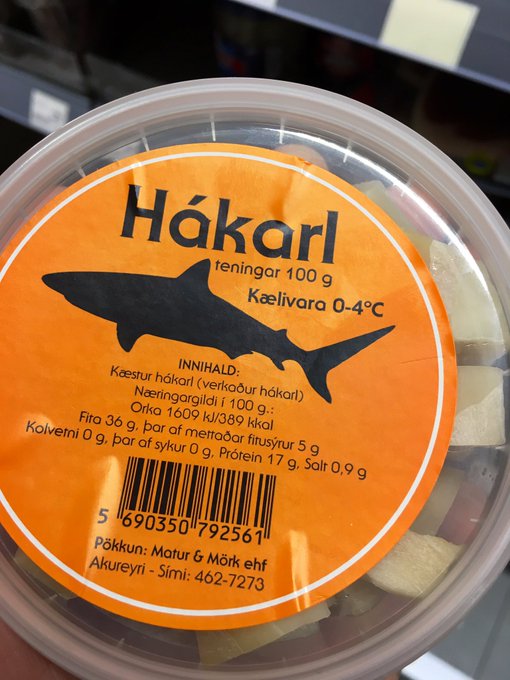 Hákarl
teningar 100 g
Kælivara 0-4°C
INNIHALD:
Kæstur hákarl (verkaður hákarl)
Næringargildi í 100 g.:
Orka 1609 kJ/389 kkal
Fita 36 g, þar af mettaðar fitusýrur 5 g
Kolvetni 0 g, þar af sykur 0 g, Prótein 17 g, Salt 0,9 g
5 690350 792561
Pökkun: Matur & Mörk ehf
Akureyri - Sími: 462-7273